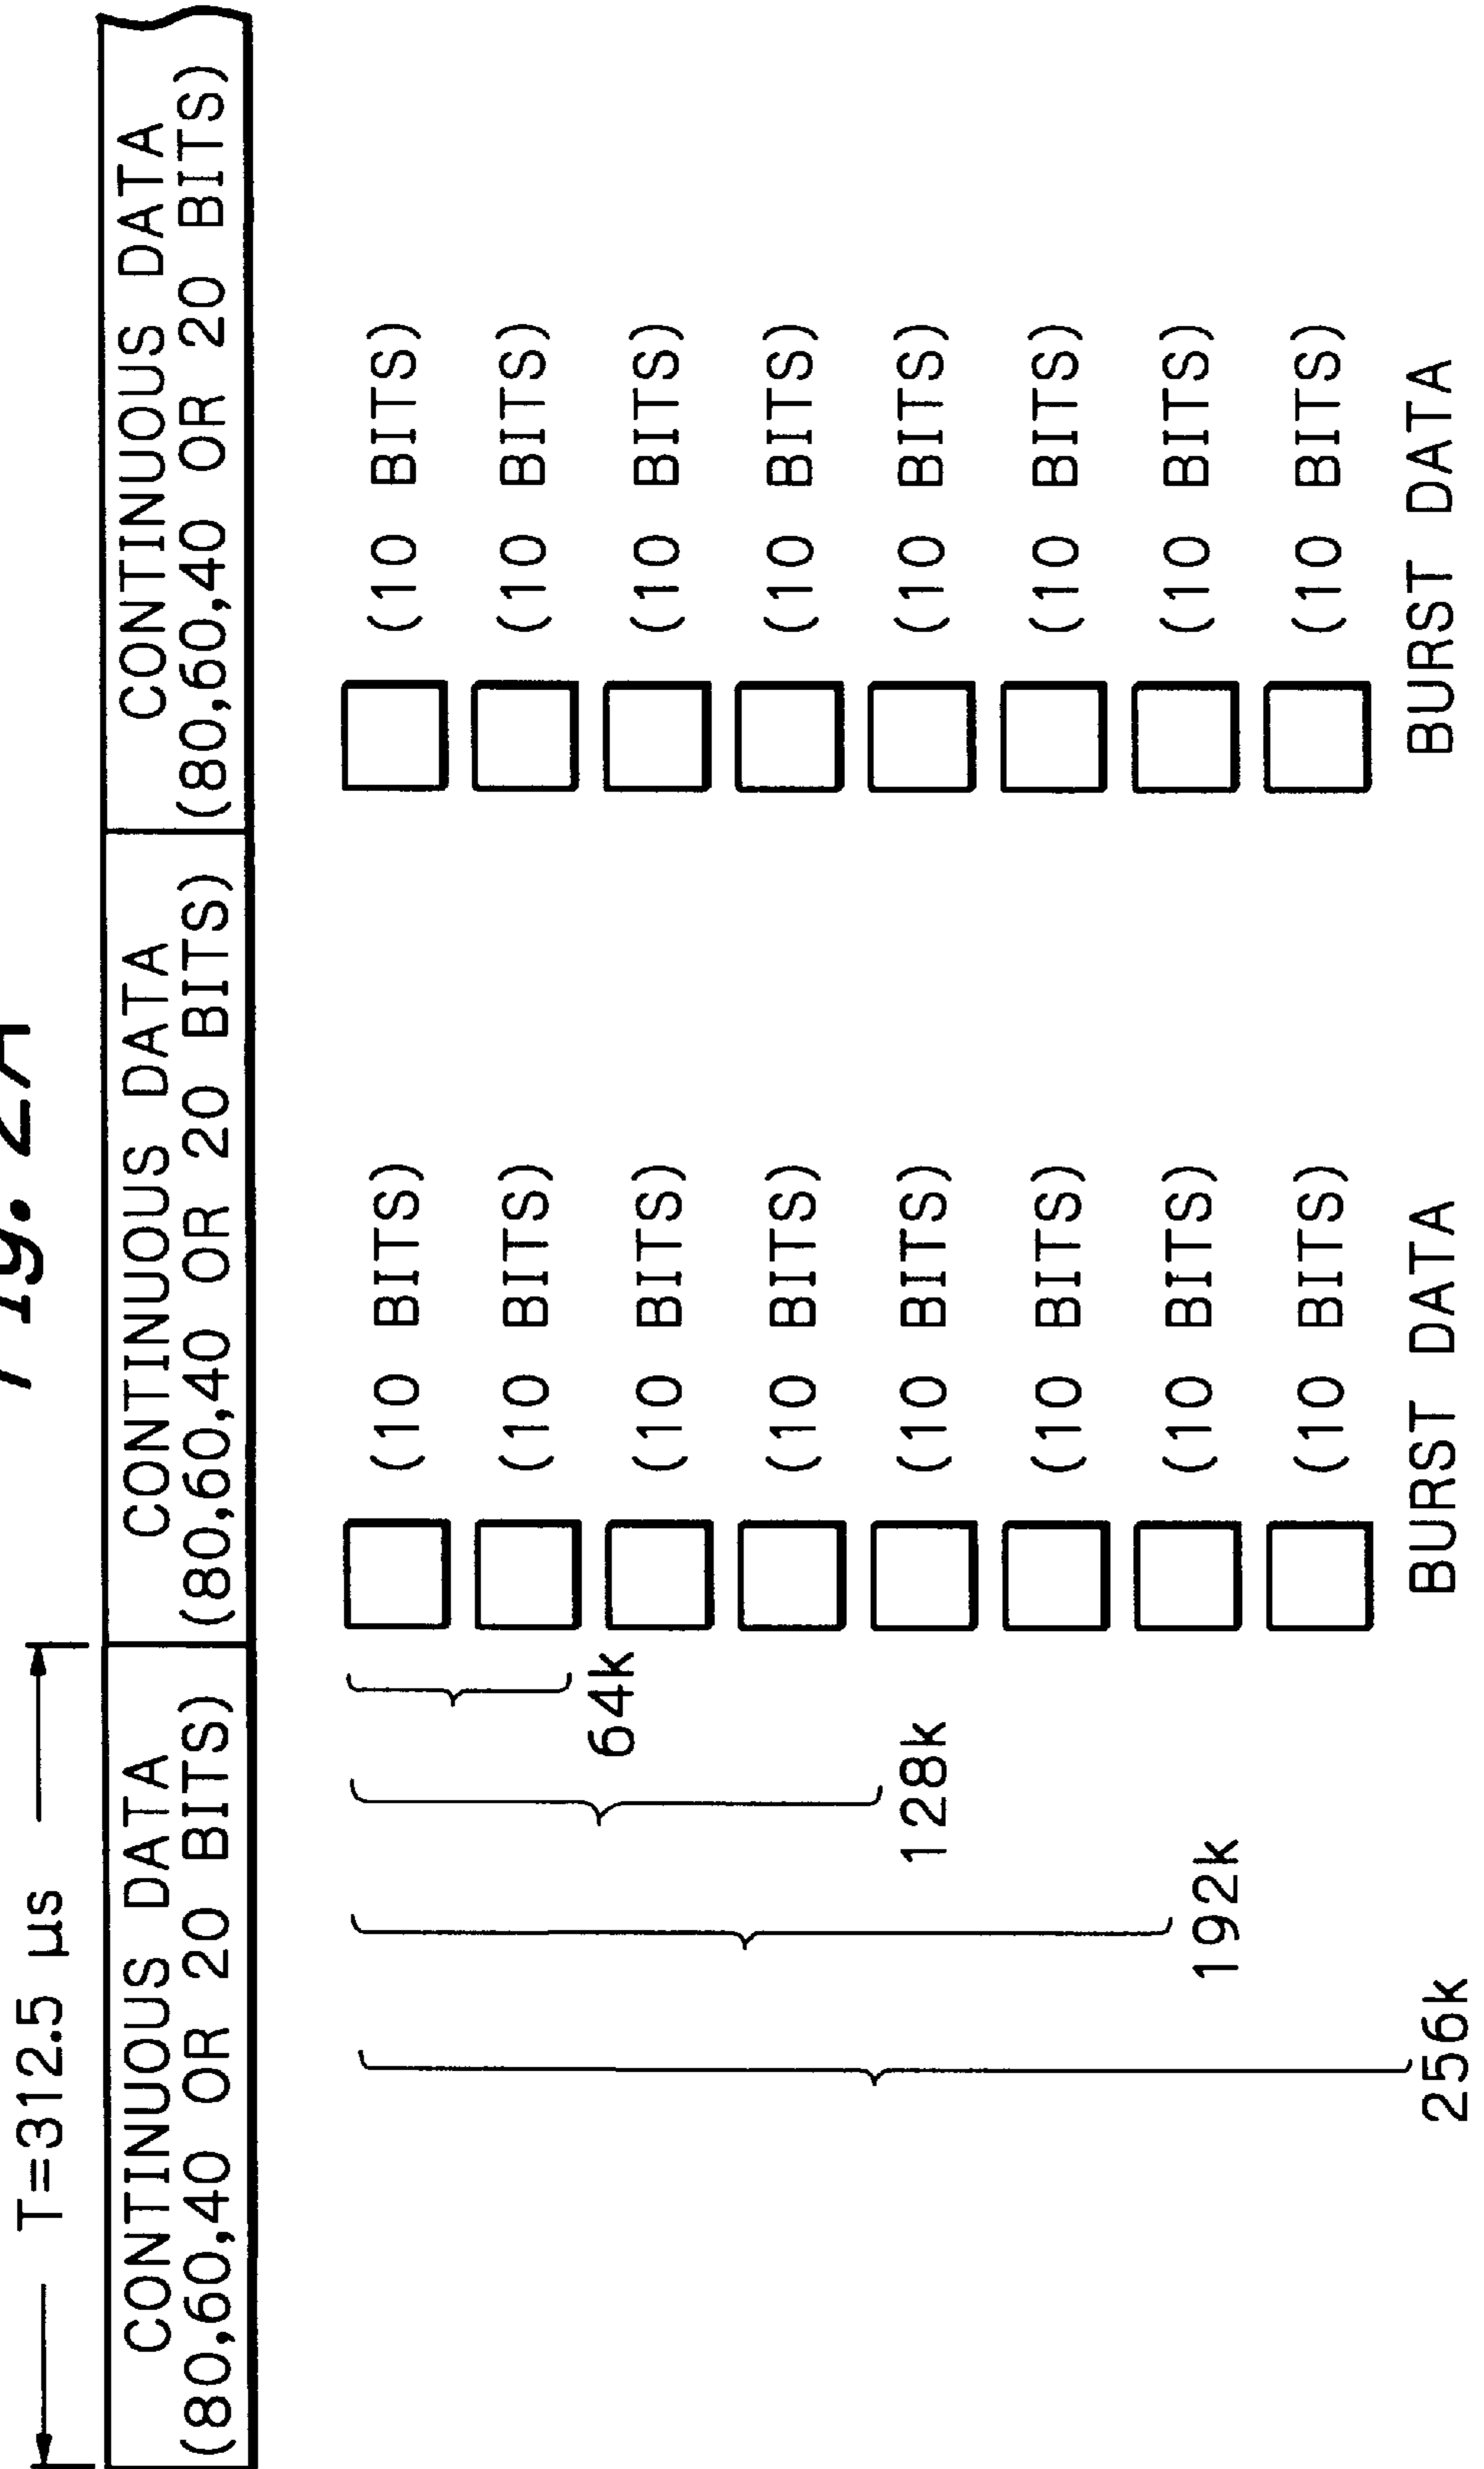 Fig. 2A
T=312.5 µs
CONTINUOUS DATA
(80,60,40 OR 20 BITS)
CONTINUOUS DATA
(80,60,40 OR 20 BITS)
CONTINUOUS DATA
(80,60,40 OR 20 BITS)
(10 BITS)
(10 BITS)
(10 BITS)
(10 BITS)
64k
(10 BITS)
(10 BITS)
(10 BITS)
(10 BITS)
(10 BITS)
(10 BITS)
128k
(10 BITS)
(10 BITS)
(10 BITS)
(10 BITS)
192k
(10 BITS)
(10 BITS)
256k
BURST DATA
BURST DATA